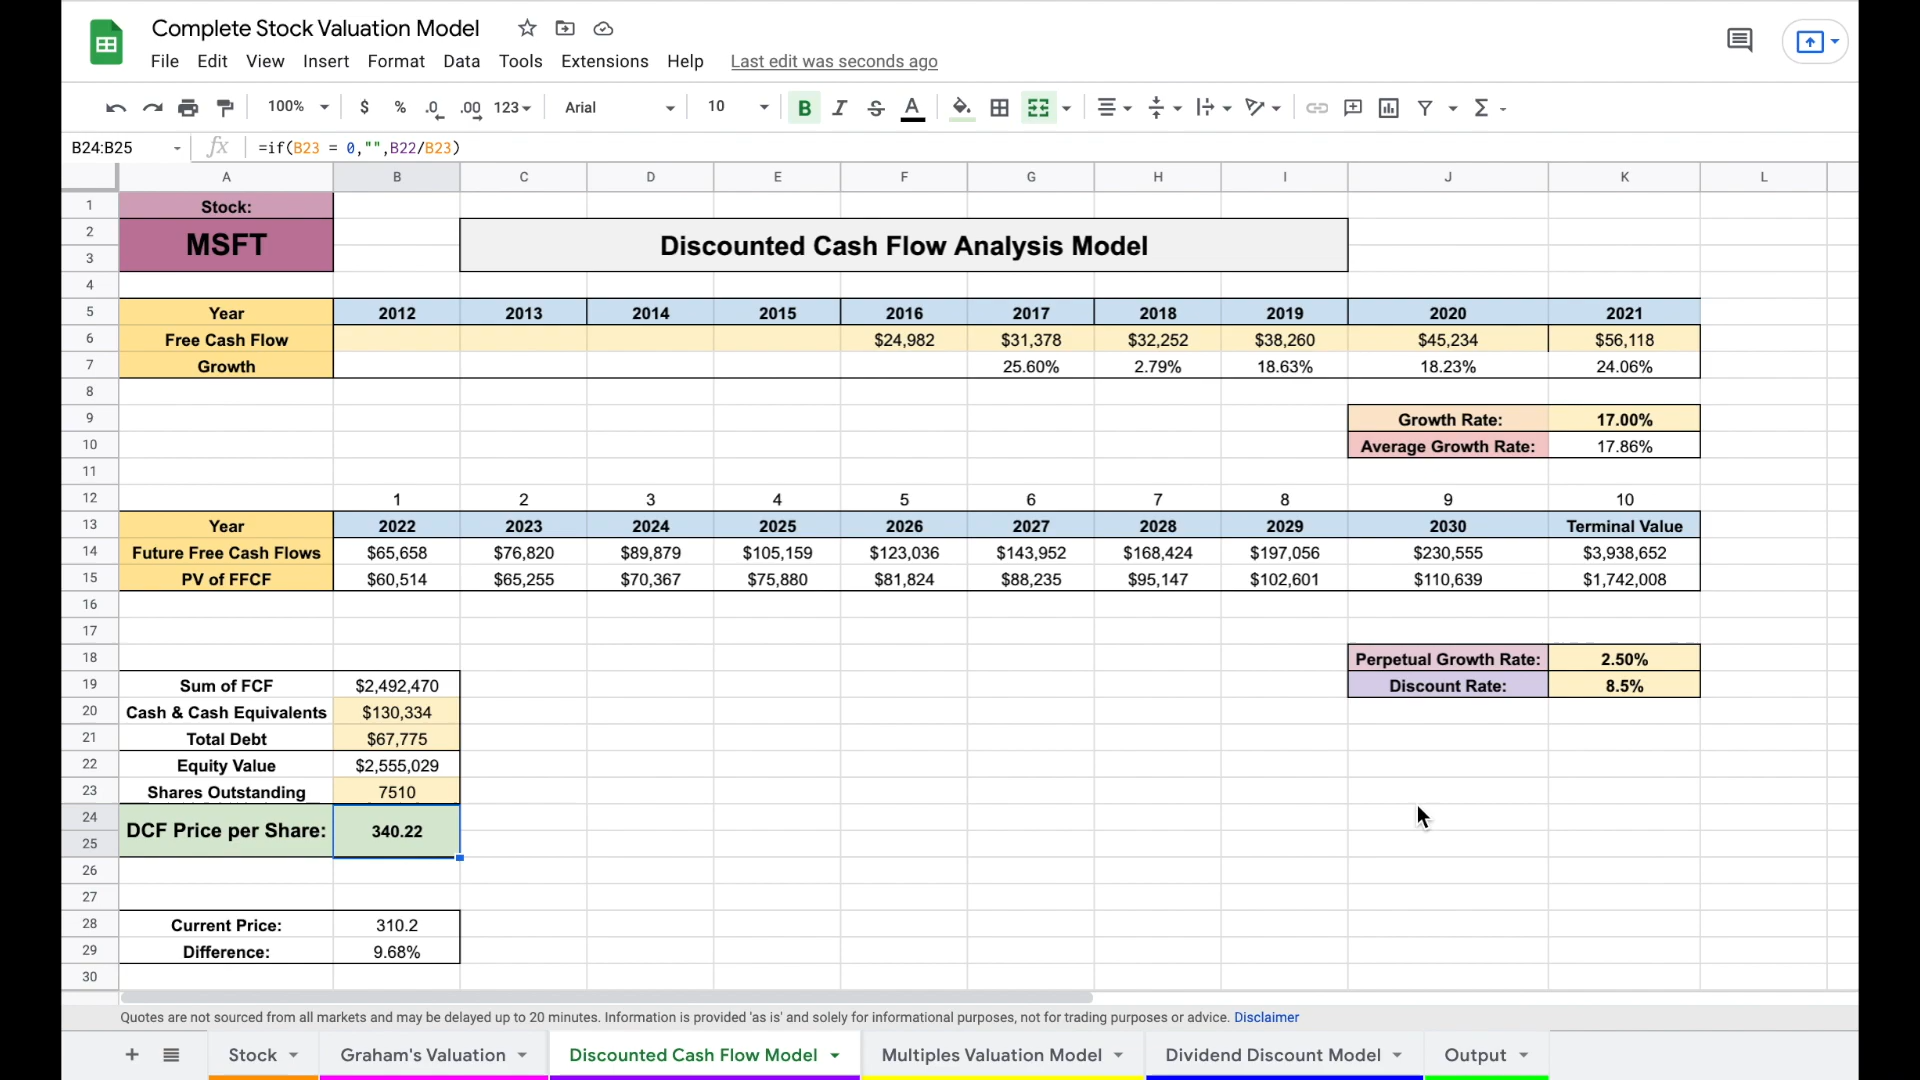 Complete Stock Valuation Model
File Edit View Insert Format Data Tools Extensions Help Last edit was seconds ago
100% $ % .0 .00 123 Arial 10 B I S A Σ
B24:B25 fx =if(B23 = 0,"",B22/B23)
A B C D E F G H I J K L
1 Stock:
2 MSFT Discounted Cash Flow Analysis Model
3
4
5 Year 2012 2013 2014 2015 2016 2017 2018 2019 2020 2021
6 Free Cash Flow $24,982 $31,378 $32,252 $38,260 $45,234 $56,118
7 Growth 25.60% 2.79% 18.63% 18.23% 24.06%
8
9 Growth Rate: 17.00%
10 Average Growth Rate: 17.86%
11
12 1 2 3 4 5 6 7 8 9 10
13 Year 2022 2023 2024 2025 2026 2027 2028 2029 2030 Terminal Value
14 Future Free Cash Flows $65,658 $76,820 $89,879 $105,159 $123,036 $143,952 $168,424 $197,056 $230,555 $3,938,652
15 PV of FFCF $60,514 $65,255 $70,367 $75,880 $81,824 $88,235 $95,147 $102,601 $110,639 $1,742,008
16
17
18 Perpetual Growth Rate: 2.50%
19 Sum of FCF $2,492,470 Discount Rate: 8.5%
20 Cash & Cash Equivalents $130,334
21 Total Debt $67,775
22 Equity Value $2,555,029
23 Shares Outstanding 7510
24 DCF Price per Share: 340.22
25
26
27
28 Current Price: 310.2
29 Difference: 9.68%
30
Quotes are not sourced from all markets and may be delayed up to 20 minutes. Information is provided 'as is' and solely for informational purposes, not for trading purposes or advice. Disclaimer
+ Stock Graham's Valuation Discounted Cash Flow Model Multiples Valuation Model Dividend Discount Model Output